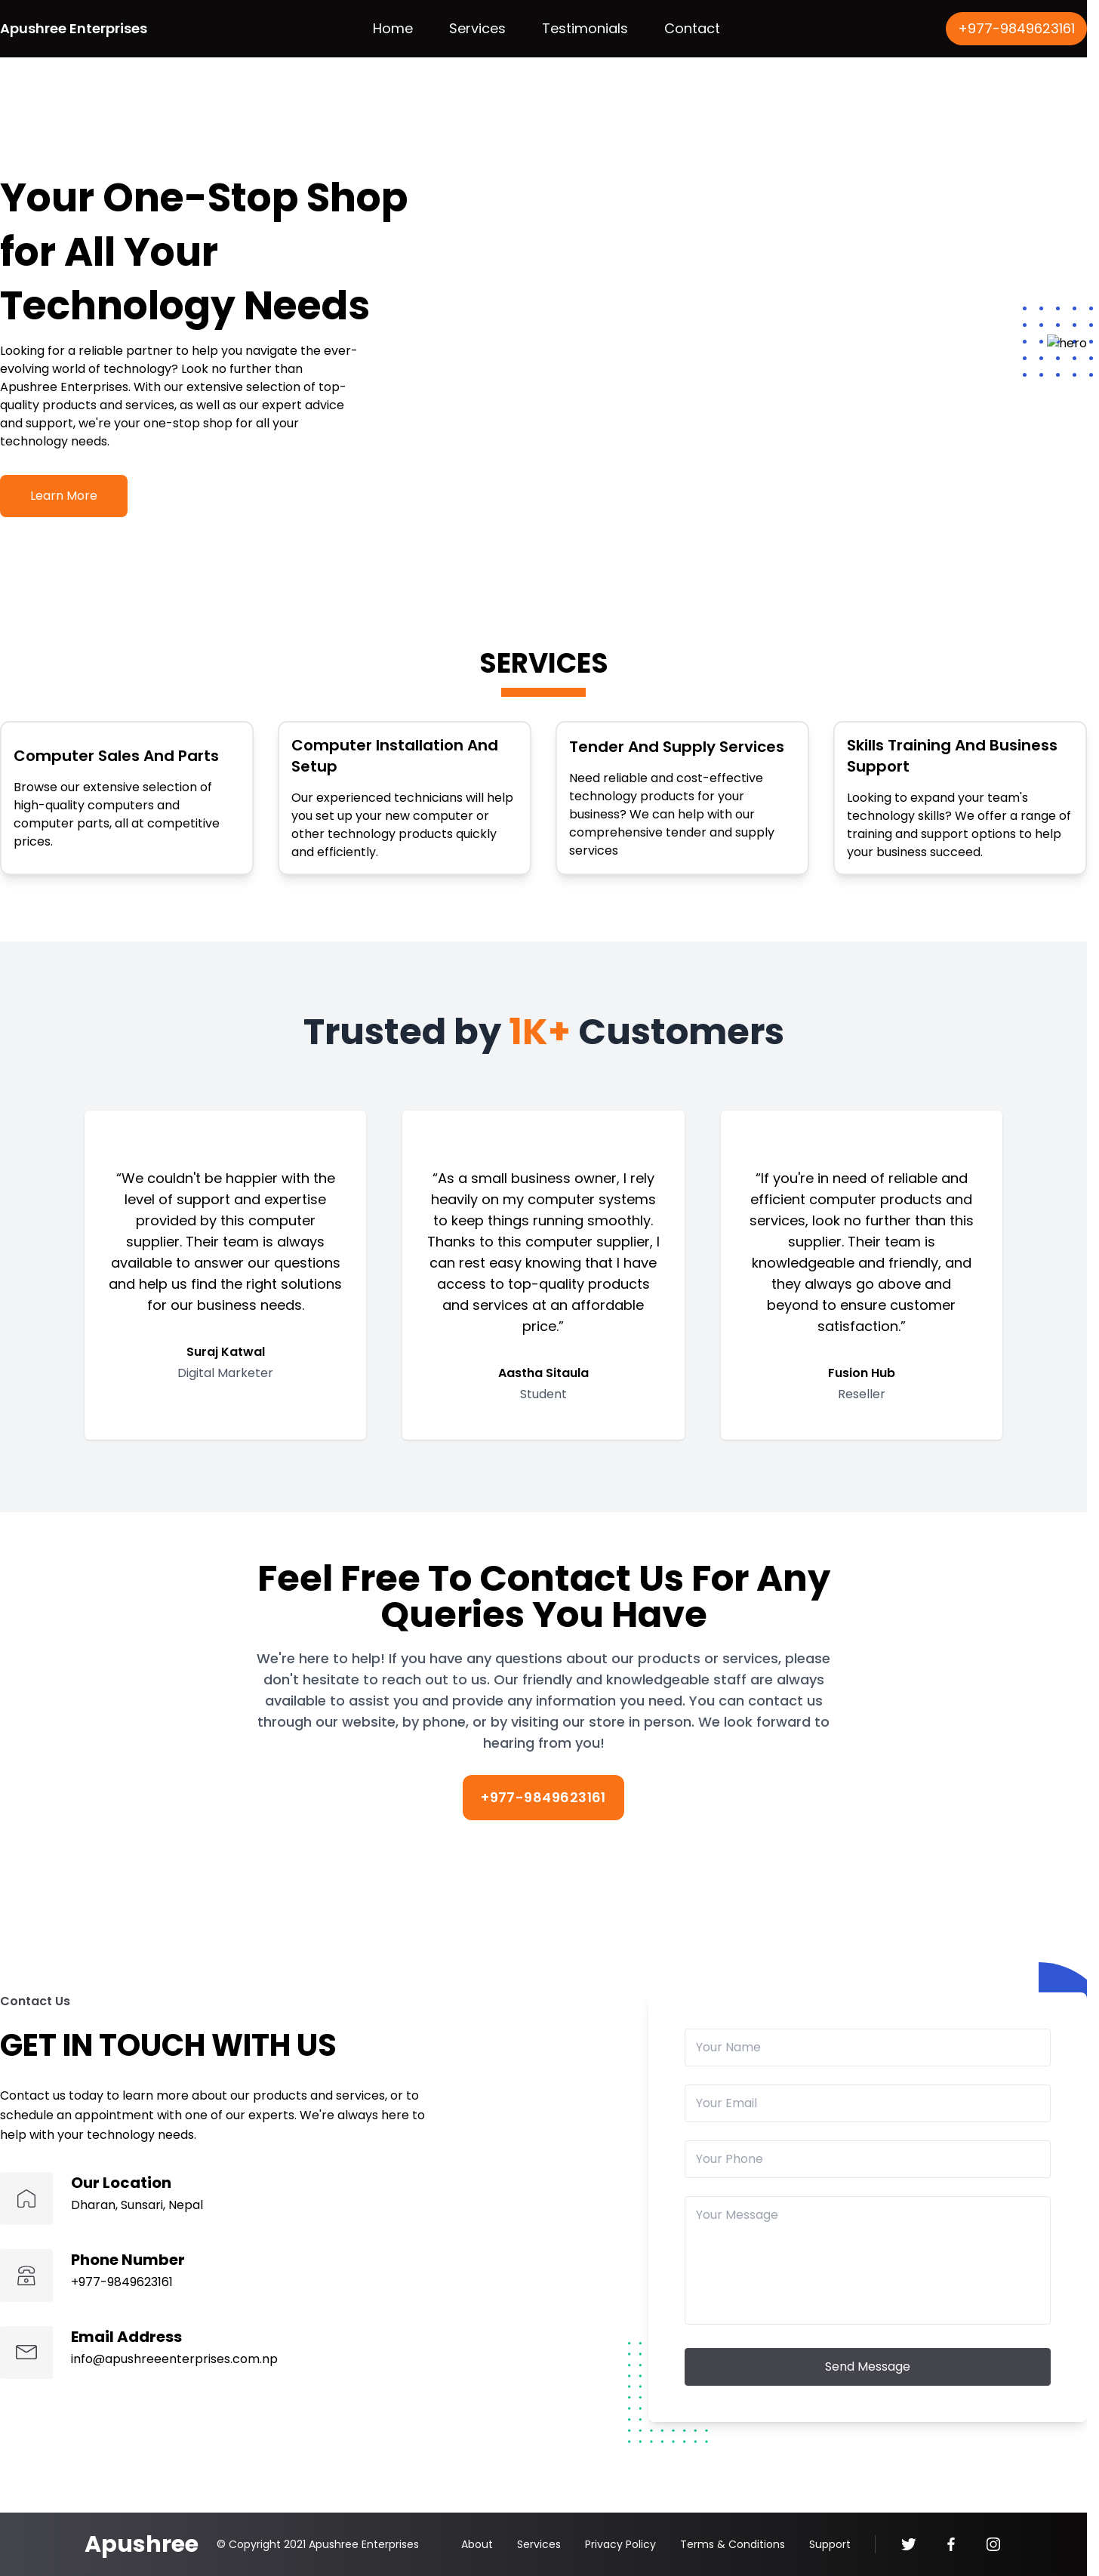 Apushree Enterprises
Home
Services
Testimonials
Contact
+977-9849623161
Your One-Stop Shop
for All Your
Technology Needs
Looking for a reliable partner to help you navigate the ever-
evolving world of technology? Look no further than
Apushree Enterprises. With our extensive selection of top-
quality products and services, as well as our expert advice
and support, we're your one-stop shop for all your
technology needs.
Learn More
hero
SERVICES
Computer Sales And Parts
Browse our extensive selection of
high-quality computers and
computer parts, all at competitive
prices.
Computer Installation And
Setup
Our experienced technicians will help
you set up your new computer or
other technology products quickly
and efficiently.
Tender And Supply Services
Need reliable and cost-effective
technology products for your
business? We can help with our
comprehensive tender and supply
services
Skills Training And Business
Support
Looking to expand your team's
technology skills? We offer a range of
training and support options to help
your business succeed.
Trusted by 1K+ Customers
“We couldn't be happier with the
level of support and expertise
provided by this computer
supplier. Their team is always
available to answer our questions
and help us find the right solutions
for our business needs.
Suraj Katwal
Digital Marketer
“As a small business owner, I rely
heavily on my computer systems
to keep things running smoothly.
Thanks to this computer supplier, I
can rest easy knowing that I have
access to top-quality products
and services at an affordable
price.”
Aastha Sitaula
Student
“If you're in need of reliable and
efficient computer products and
services, look no further than this
supplier. Their team is
knowledgeable and friendly, and
they always go above and
beyond to ensure customer
satisfaction.”
Fusion Hub
Reseller
Feel Free To Contact Us For Any
Queries You Have
We're here to help! If you have any questions about our products or services, please
don't hesitate to reach out to us. Our friendly and knowledgeable staff are always
available to assist you and provide any information you need. You can contact us
through our website, by phone, or by visiting our store in person. We look forward to
hearing from you!
+977-9849623161
Contact Us
GET IN TOUCH WITH US
Contact us today to learn more about our products and services, or to
schedule an appointment with one of our experts. We're always here to
help with your technology needs.
Our Location
Dharan, Sunsari, Nepal
Phone Number
+977-9849623161
Email Address
info@apushreeenterprises.com.np
Your Name
Your Email
Your Phone
Your Message
Send Message
Apushree
© Copyright 2021 Apushree Enterprises
About
Services
Privacy Policy
Terms & Conditions
Support